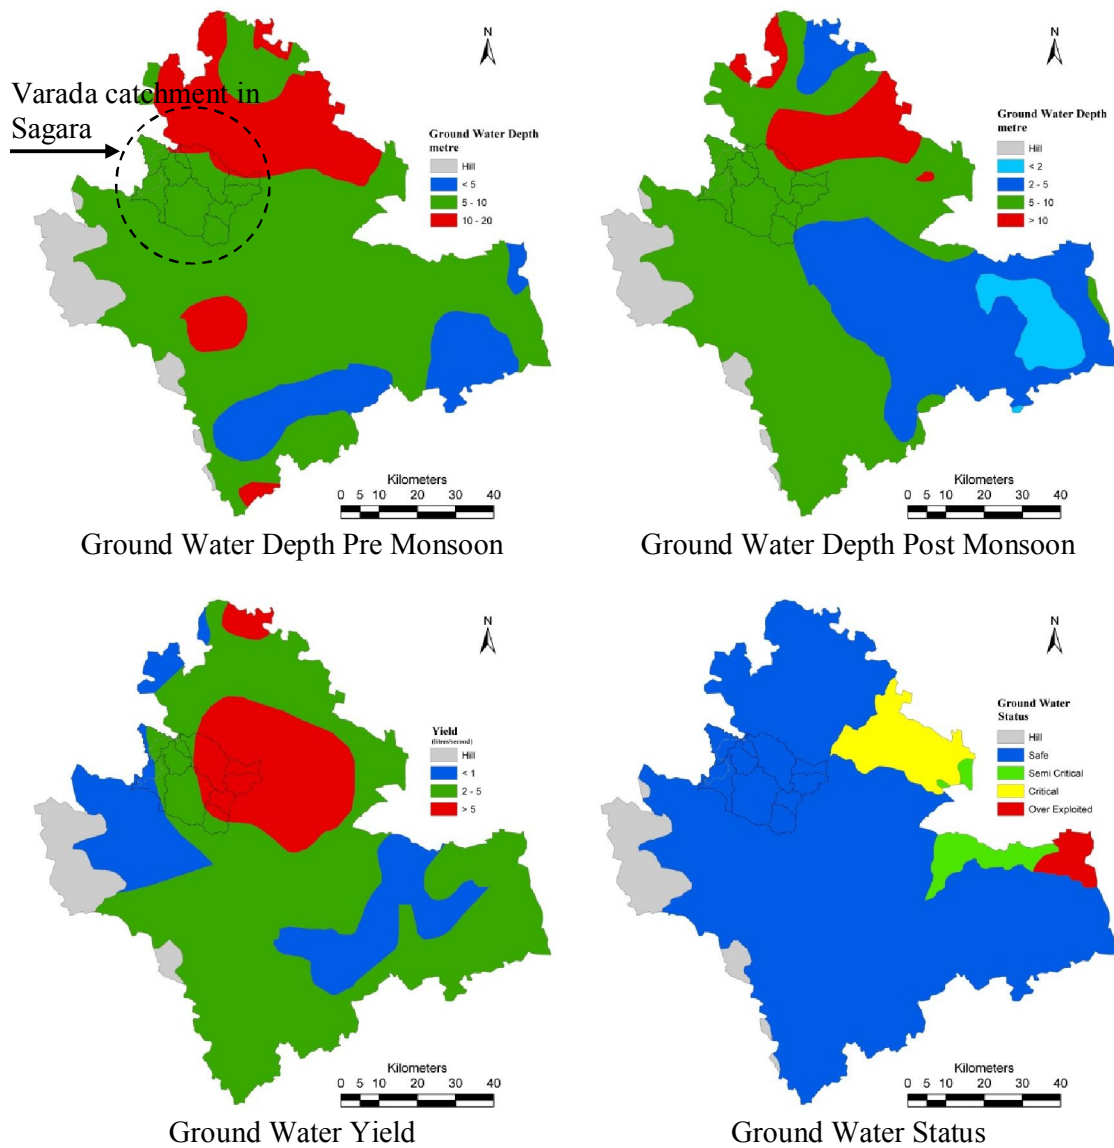 Varada catchment in
Sagara
N
Ground Water Depth
metre
Hill
< 5
5 - 10
10 - 20
Kilometers
0 5 10 20 30 40
Ground Water Depth Pre Monsoon
N
Ground Water Depth
metre
Hill
< 2
2 - 5
5 - 10
> 10
Kilometers
0 5 10 20 30 40
Ground Water Depth Post Monsoon
N
Yield
(litres/second)
Hill
< 1
2 - 5
> 5
Kilometers
0 5 10 20 30 40
Ground Water Yield
N
Ground Water
Status
Hill
Safe
Semi Critical
Critical
Over Exploited
Kilometers
0 5 10 20 30 40
Ground Water Status